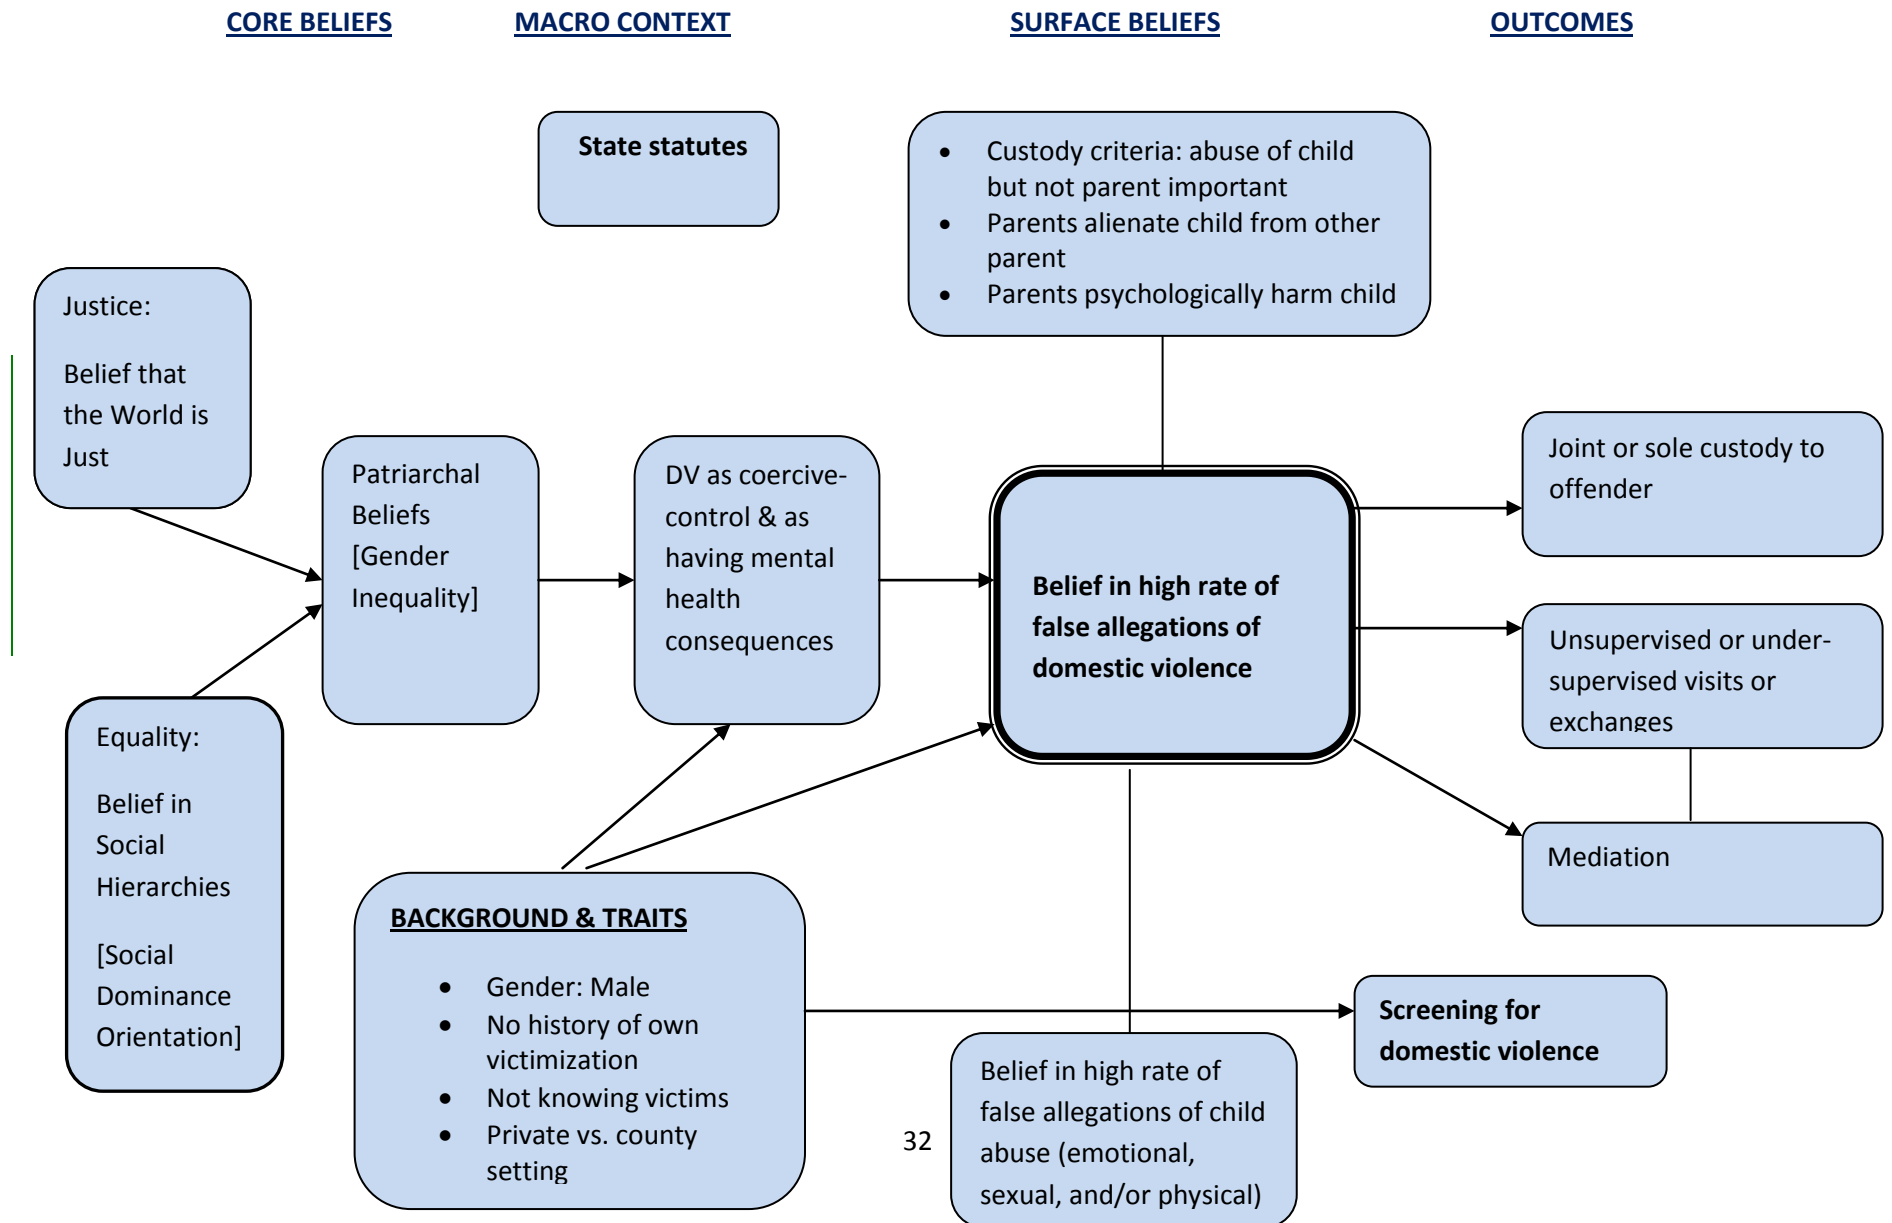 CORE BELIEFS
MACRO CONTEXT
SURFACE BELIEFS
OUTCOMES
State statutes
• Custody criteria: abuse of child
but not parent important
• Parents alienate child from other
parent
• Parents psychologically harm child
Justice:
Belief that
the World is
Just
Patriarchal
Beliefs
[Gender
Inequality]
DV as coercive-
control & as
having mental
health
consequences
Belief in high rate of
false allegations of
domestic violence
Joint or sole custody to
offender
Unsupervised or under-
supervised visits or
exchanges
Mediation
Equality:
Belief in
Social
Hierarchies
[Social
Dominance
Orientation]
BACKGROUND & TRAITS
• Gender: Male
• No history of own
victimization
• Not knowing victims
• Private vs. county
setting
Screening for
domestic violence
Belief in high rate of
false allegations of child
abuse (emotional,
sexual, and/or physical)
32